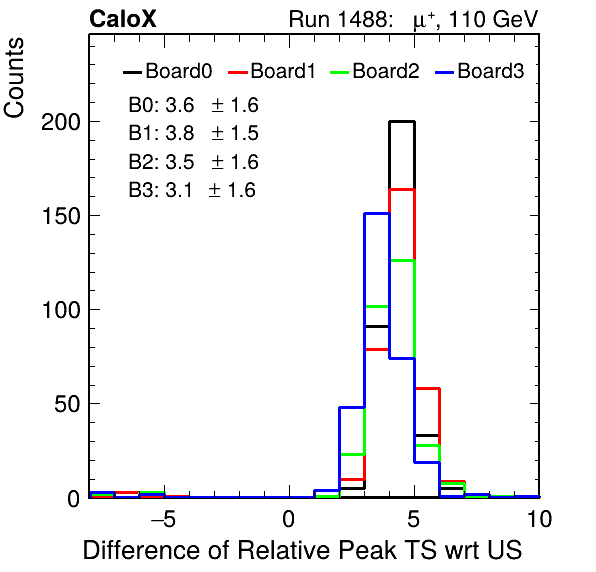 CaloX Run 1488: μ⁺, 110 GeV
Counts
Board0 Board1 Board2 Board3
B0: 3.6 ± 1.6
B1: 3.8 ± 1.5
B2: 3.5 ± 1.6
B3: 3.1 ± 1.6
200
150
100
50
0
−5 0 5 10
Difference of Relative Peak TS wrt US